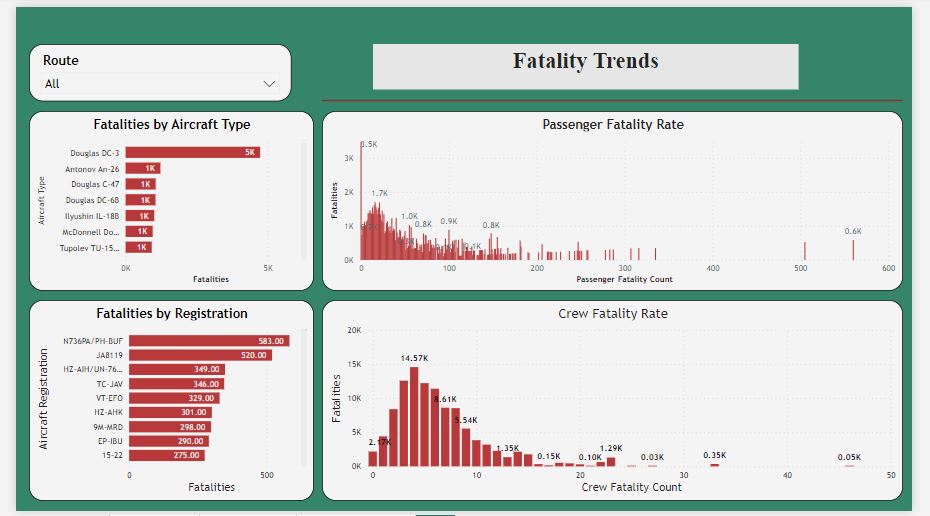 Fatality Trends
Route
All
Fatalities by Aircraft Type
Aircraft Type
Douglas DC-3
5K
Antonov An-26
1K
Douglas C-47
1K
Douglas DC-6B
1K
Ilyushin IL-18B
1K
McDonnell Do...
1K
Tupolev TU-15...
1K
0K
5K
Fatalities
Passenger Fatality Rate
Fatalities
3K
2K
1K
0K
3.5K
1.7K
1.0K
0.8K
0.9K
0.1K
0.8K
0.6K
0
100
200
300
400
500
600
Passenger Fatality Count
Fatalities by Registration
Aircraft Registration
N736PA/PH-BUF
583.00
JA8119
520.00
HZ-AIH/UN-76...
349.00
TC-JAV
346.00
VT-EFO
329.00
HZ-AHK
301.00
9M-MRD
298.00
EP-IBU
290.00
15-22
275.00
0
500
Fatalities
Crew Fatality Rate
Fatalities
20K
15K
10K
5K
0K
2.17K
14.57K
8.61K
5.54K
1.35K
0.15K
0.10K
1.29K
0.03K
0.35K
0.05K
0
10
20
30
40
50
Crew Fatality Count